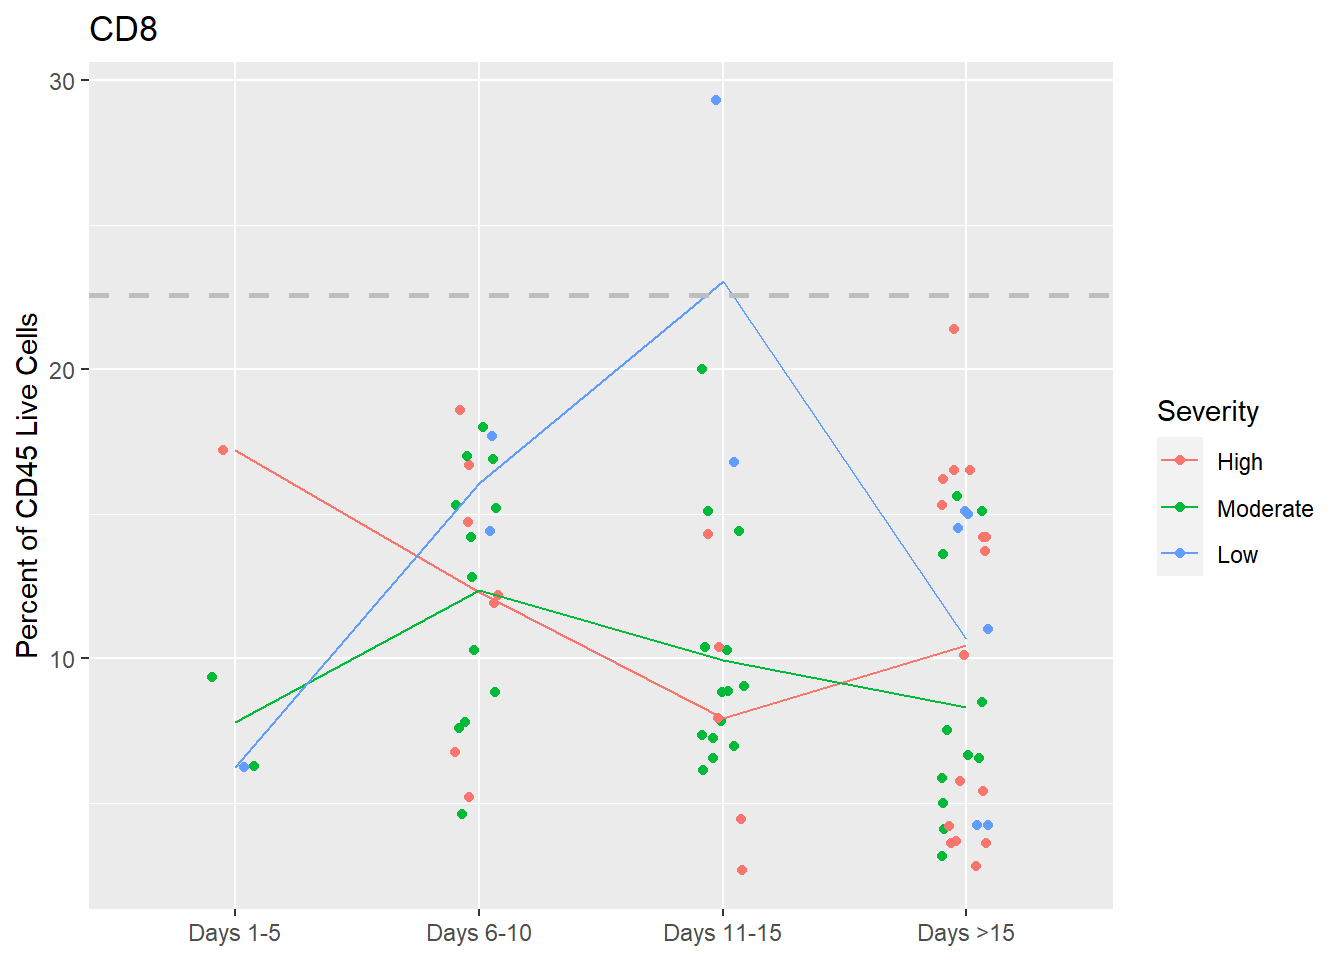 CD8
30
20
10
Percent of CD45 Live Cells
Days 1-5
Days 6-10
Days 11-15
Days >15
Severity
High
Moderate
Low